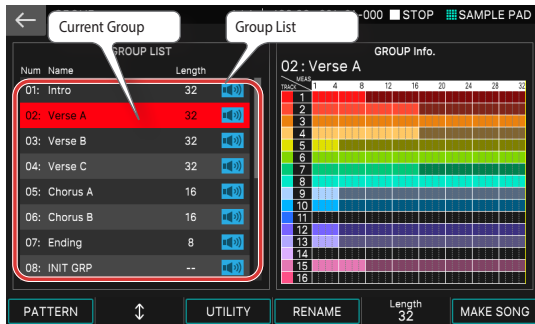 Current Group
Group List
-000 STOP SAMPLE PAD
GROUP LIST
Num Name Length
01: Intro 32
02: Verse A 32
03: Verse B 32
04: Verse C 32
05: Chorus A 16
06: Chorus B 16
07: Ending 8
08: INIT GRP --
GROUP Info.
02: Verse A
MEAS
TRACK 1 4 8 12 16 20 24 28 32
1
2
3
4
5
6
7
8
9
10
11
12
13
14
15
16
PATTERN UTILITY RENAME Length 32 MAKE SONG